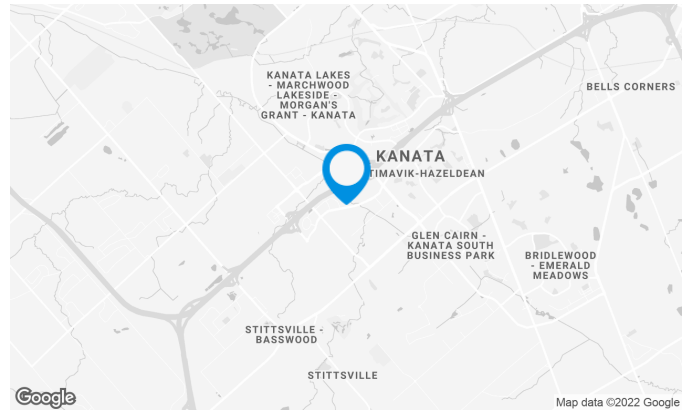 KANATA LAKES
- MARCHWOOD
LAKESIDE -
MORGAN'S
GRANT - KANATA
BELLS CORNERS
KANATA
TIMAVIK-HAZELDEAN
GLEN CAIRN -
KANATA SOUTH
BUSINESS PARK
BRIDLEWOOD
- EMERALD
MEADOWS
STITTSVILLE -
BASSWOOD
STITTSVILLE
Google
Map data ©2022 Google